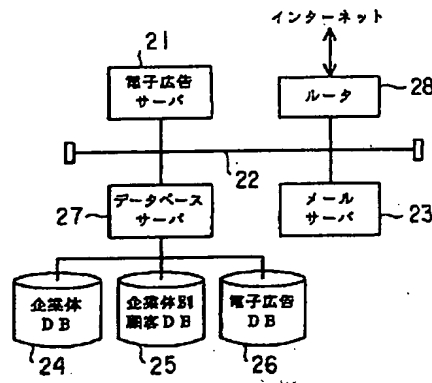 インターネット
21
電子広告
サーバ
ルータ
28
22
27
データベース
サーバ
メール
サーバ
23
企業体
DB
企業体別
顧客DB
電子広告
DB
24
25
26